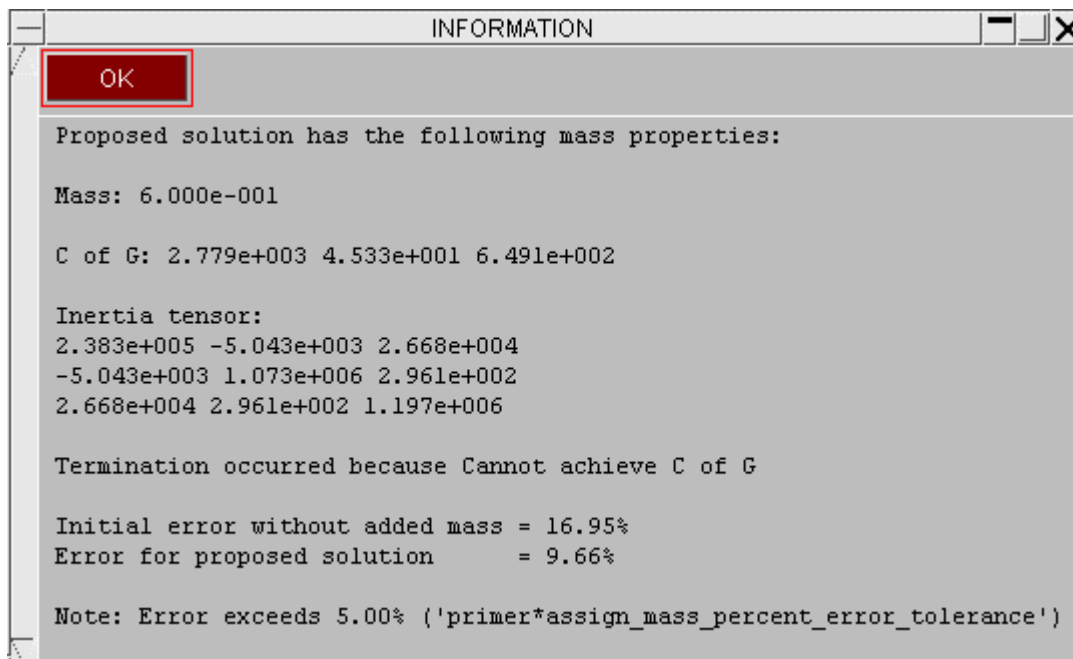 INFORMATION
OK
Proposed solution has the following mass properties:
Mass: 6.000e-001
C of G: 2.779e+003 4.533e+001 6.491e+002
Inertia tensor:
2.383e+005 -5.043e+003 2.668e+004
-5.043e+003 1.073e+006 2.961e+002
2.668e+004 2.961e+002 1.197e+006
Termination occurred because Cannot achieve C of G
Initial error without added mass = 16.95%
Error for proposed solution = 9.66%
Note: Error exceeds 5.00% ('primer*assign_mass_percent_error_tolerance')